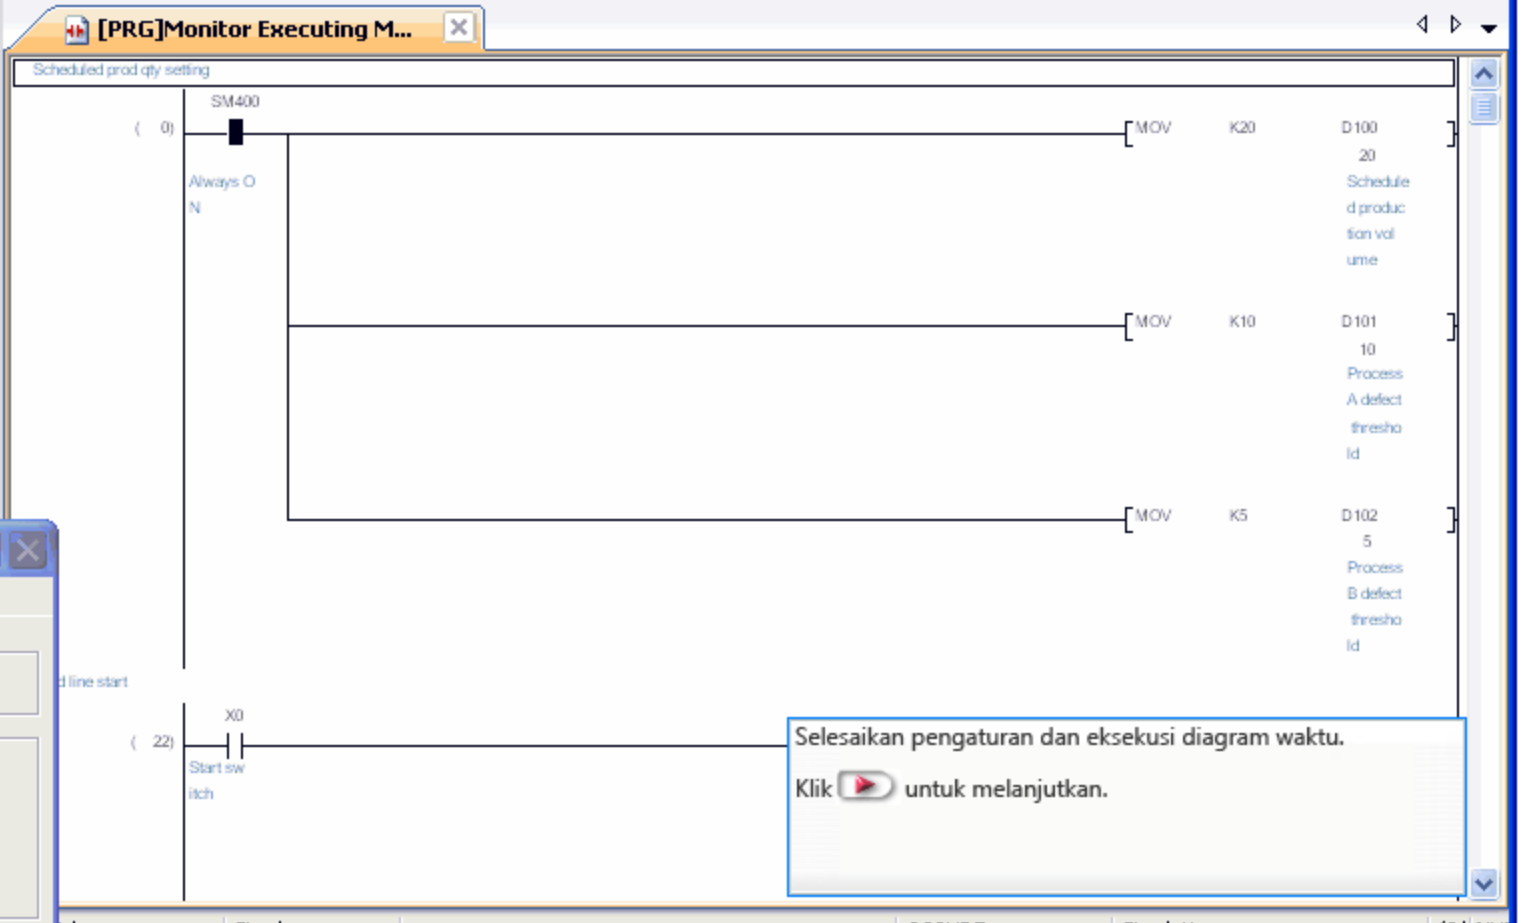 [PRG]Monitor Executing M...
Scheduled prod qty setting
SM400
( 0)
MOV K20 D100
20
Always O
N
Schedule
d produc
tion vol
ume
MOV K10 D101
10
Process
A defect
thresho
ld
MOV K5 D102
5
Process
B defect
thresho
ld
d line start
X0
( 22)
Start sw
itch
Selesaikan pengaturan dan eksekusi diagram waktu.
Klik untuk melanjutkan.